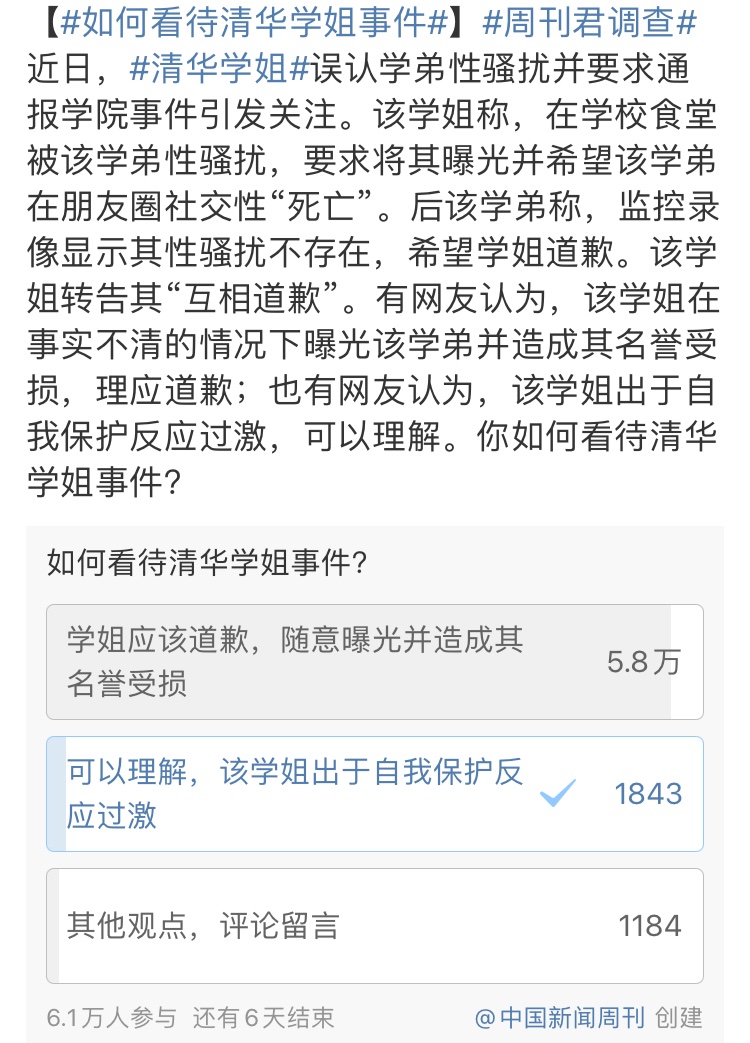 【#如何看待清华学姐事件#】#周刊君调查#
近日，#清华学姐#误认学弟性骚扰并要求通
报学院事件引发关注。该学姐称，在学校食堂
被该学弟性骚扰，要求将其曝光并希望该学弟
在朋友圈社交性“死亡”。后该学弟称，监控录
像显示其性骚扰不存在，希望学姐道歉。该学
姐转告其“互相道歉”。有网友认为，该学姐在
事实不清的情况下曝光该学弟并造成其名誉受
损，理应道歉；也有网友认为，该学姐出于自
我保护反应过激，可以理解。你如何看待清华
学姐事件?
如何看待清华学姐事件?
学姐应该道歉，随意曝光并造成其
名誉受损
5.8万
可以理解，该学姐出于自我保护反
应过激
1843
其他观点，评论留言
1184
6.1万人参与 还有6天结束
@中国新闻周刊 创建